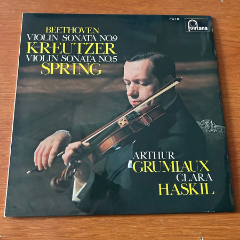 fontana
BEETHOVEN
VIOLIN SONATA NO.9
KREUTZER
VIOLIN SONATA NO.5
SPRING
ARTHUR
GRUMIAUX
CLARA
HASKIL